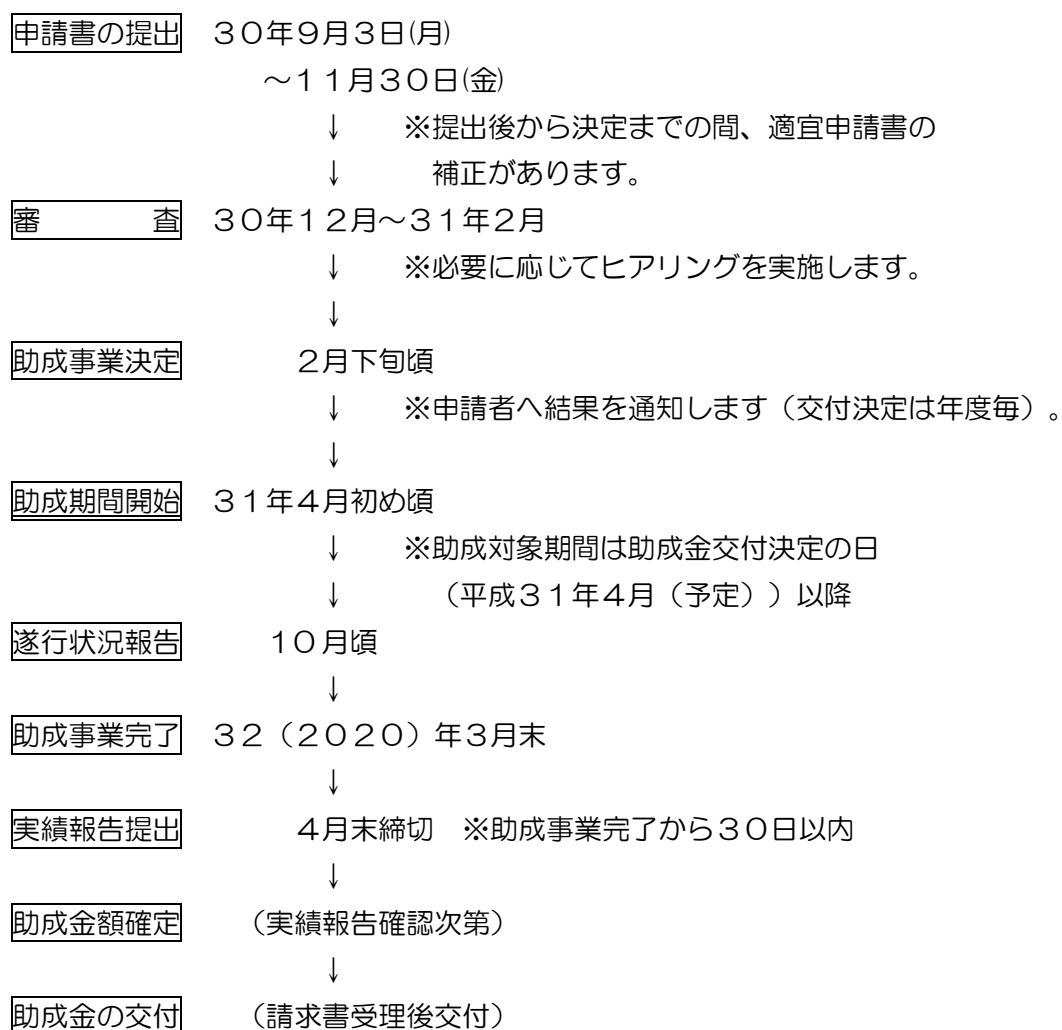 申請書の提出　３０年９月３日(月)
～１１月３０日(金)
↓　※提出後から決定までの間、適宜申請書の
↓　補正があります。
審　　　査　３０年１２月～３１年２月
↓　※必要に応じてヒアリングを実施します。
↓
助成事業決定　２月下旬頃
↓　※申請者へ結果を通知します（交付決定は年度毎）。
↓
助成期間開始　３１年４月初め頃
↓　※助成対象期間は助成金交付決定の日
↓　（平成３１年４月（予定））以降
遂行状況報告　１０月頃
↓
助成事業完了　３２（２０２０）年３月末
↓
実績報告提出　４月末締切　※助成事業完了から３０日以内
↓
助成金額確定　（実績報告確認次第）
↓
助成金の交付　（請求書受理後交付）